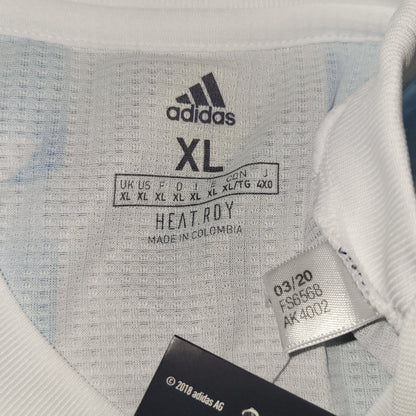 adidas
XL
UK US F D I E CON J
XL XL XL XL XL XL XL/TG 4XO
HEAT.RDY
MADE IN COLOMBIA
03/20
FS6568
AK4002
© 2018 adidas AG